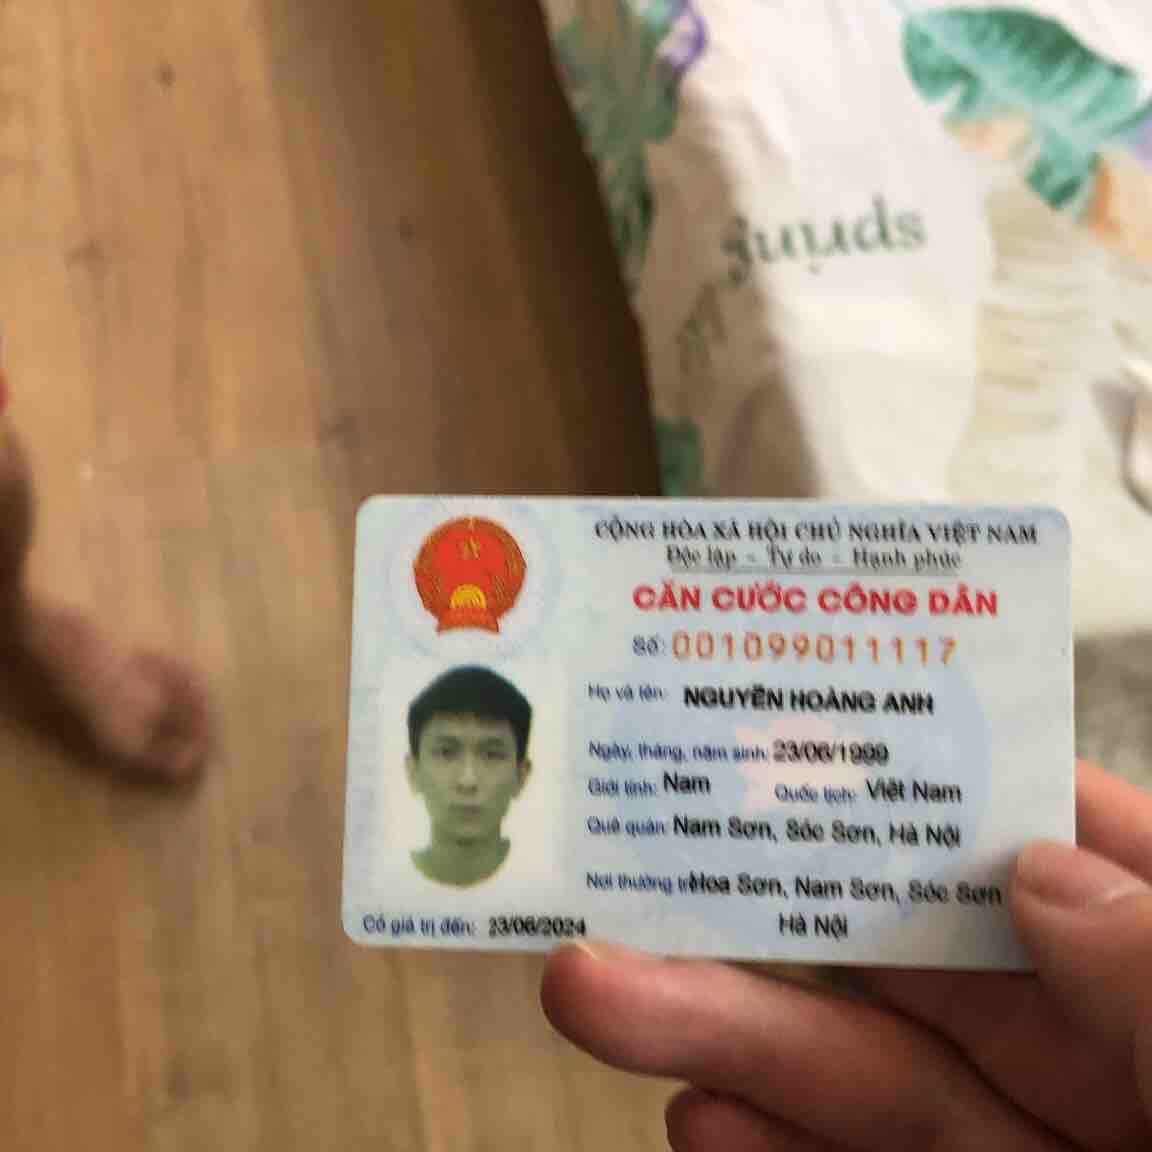 spring
CỘNG HÒA XÃ HỘI CHỦ NGHĨA VIỆT NAM
Độc lập - Tự do - Hạnh phúc
CĂN CƯỚC CÔNG DÂN
Số: 001099011117
Họ và tên: NGUYỄN HOÀNG ANH
Ngày, tháng, năm sinh: 23/06/1999
Giới tính: Nam Quốc tịch: Việt Nam
Quê quán: Nam Sơn, Sóc Sơn, Hà Nội
Nơi thường trú: Hoa Sơn, Nam Sơn, Sóc Sơn
Hà Nội
Có giá trị đến: 23/06/2024